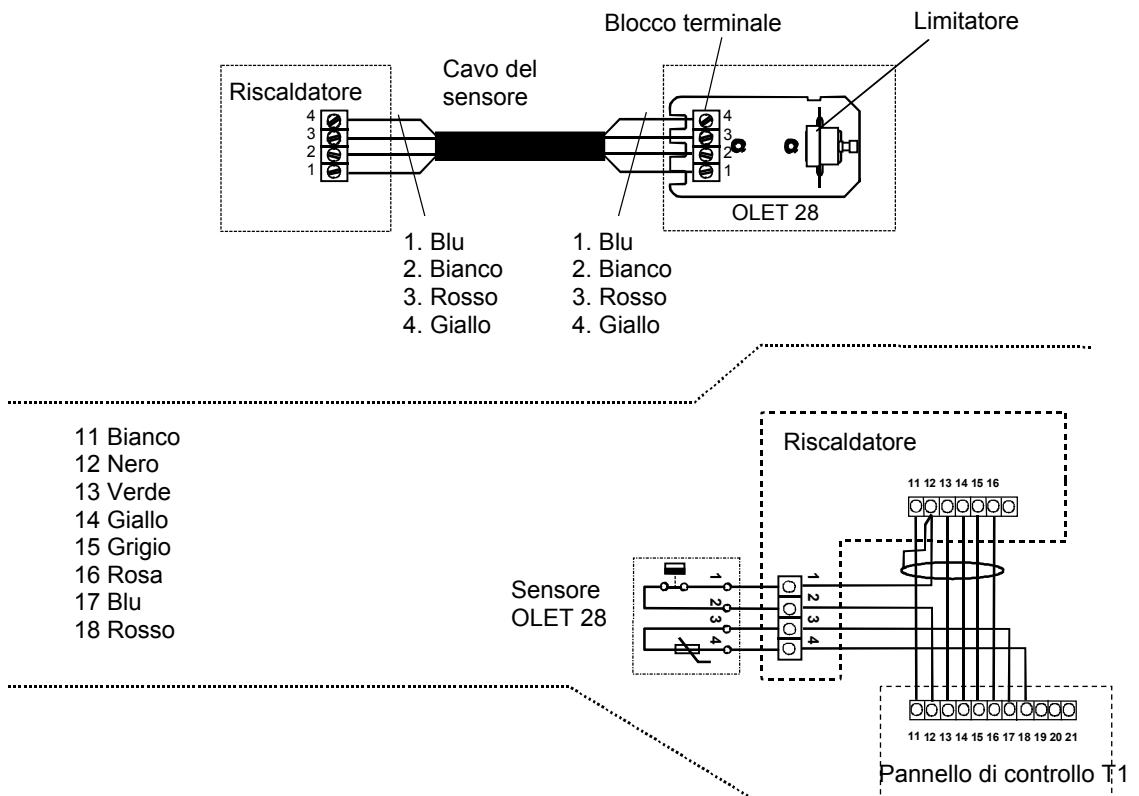 Blocco terminale
Limitatore
Cavo del
sensore
Riscaldatore
4
3
2
1
4
3
2
1
OLET 28
1. Blu
2. Bianco
3. Rosso
4. Giallo
1. Blu
2. Bianco
3. Rosso
4. Giallo
11 Bianco
12 Nero
13 Verde
14 Giallo
15 Grigio
16 Rosa
17 Blu
18 Rosso
Riscaldatore
11 12 13 14 15 16
Sensore
OLET 28
1
2
3
4
1
2
3
4
11 12 13 14 15 16 17 18 19 20 21
Pannello di controllo T1